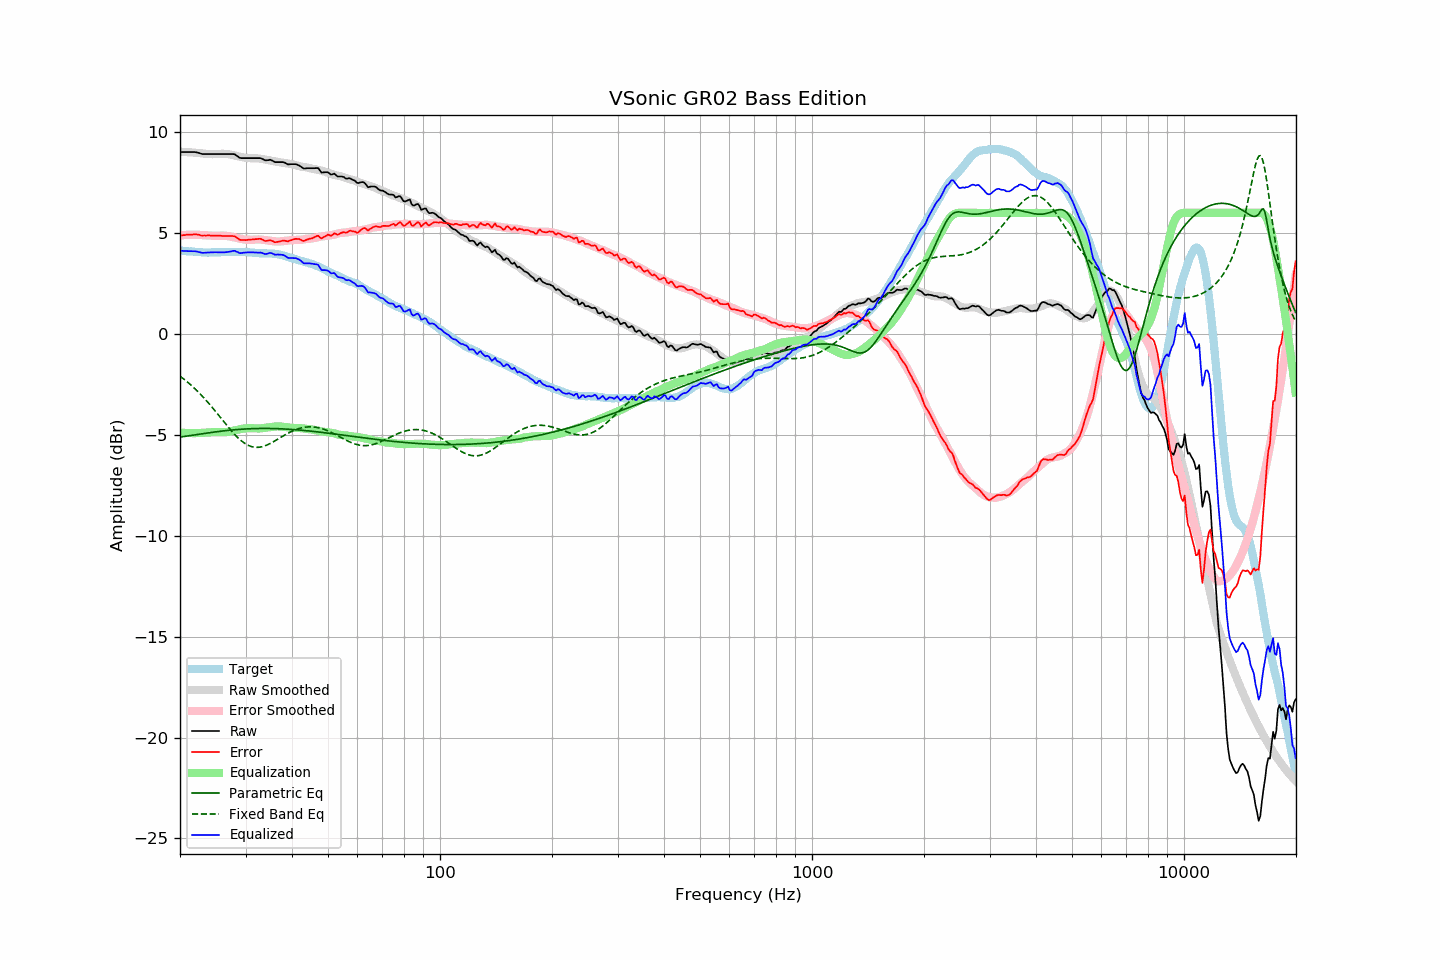 VSonic GR02 Bass Edition
10
5
0
−5
−10
−15
−20
−25
Amplitude (dBr)
Target
Raw Smoothed
Error Smoothed
Raw
Error
Equalization
Parametric Eq
Fixed Band Eq
Equalized
100
1000
10000
Frequency (Hz)